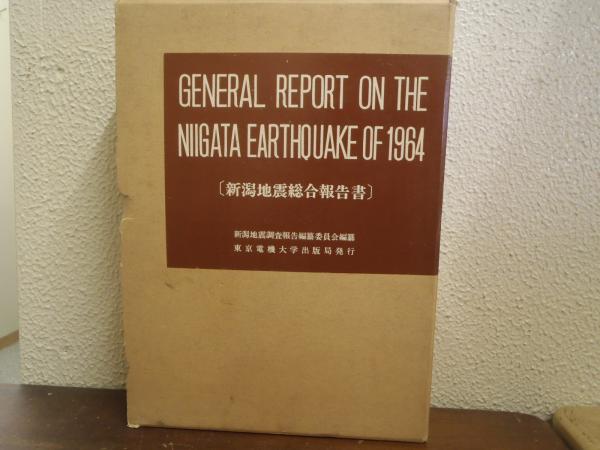 GENERAL REPORT ON THE
NIIGATA EARTHQUAKE OF 1964
〔新潟地震総合報告書〕
新潟地震調査報告編纂委員会編纂
東京電機大学出版局発行